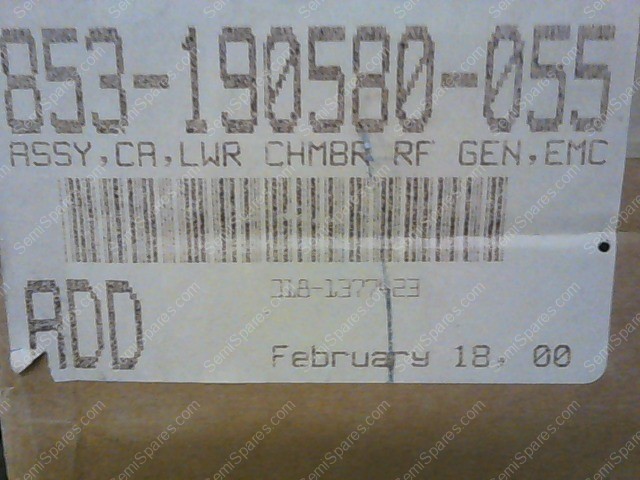 853-190580-055
ASSY,CA,LWR CHMBR RF GEN,EMC
ADD
February 18, 00